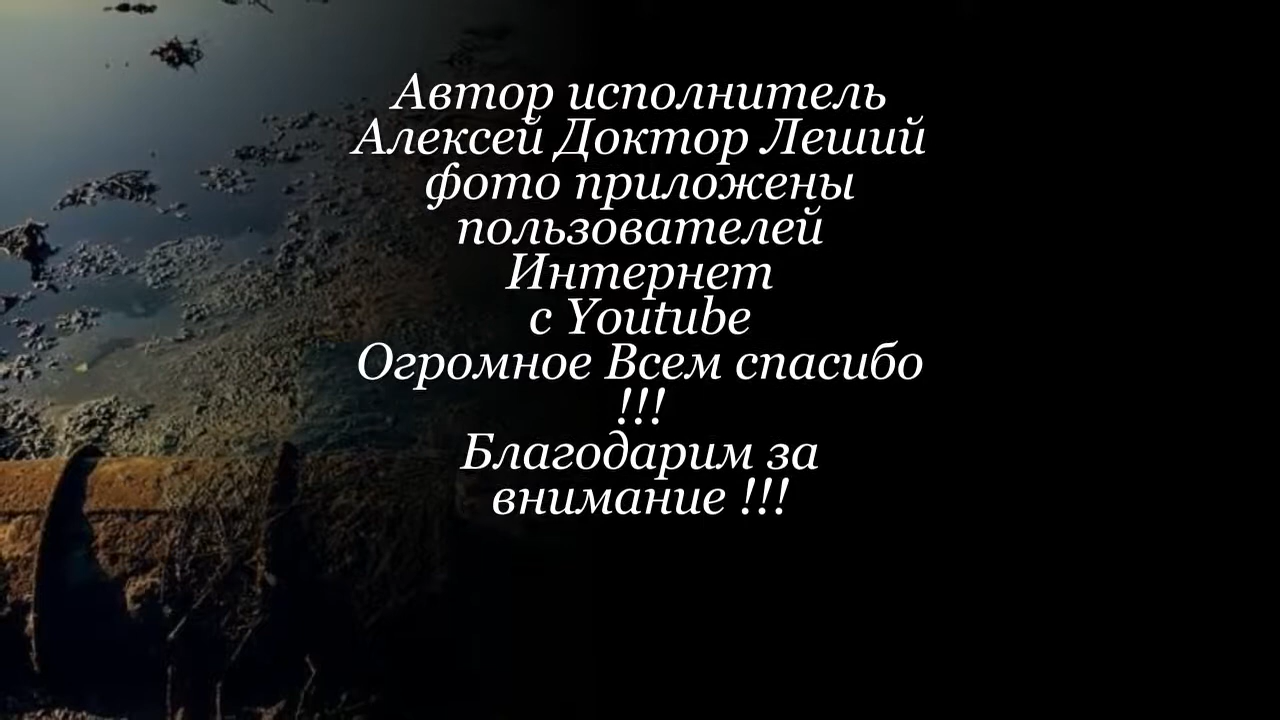 Автор исполнитель
Алексей Доктор Леший
фото приложены
пользователей
Интернет
с Youtube
Огромное Всем спасибо
!!!
Благодарим за
внимание !!!